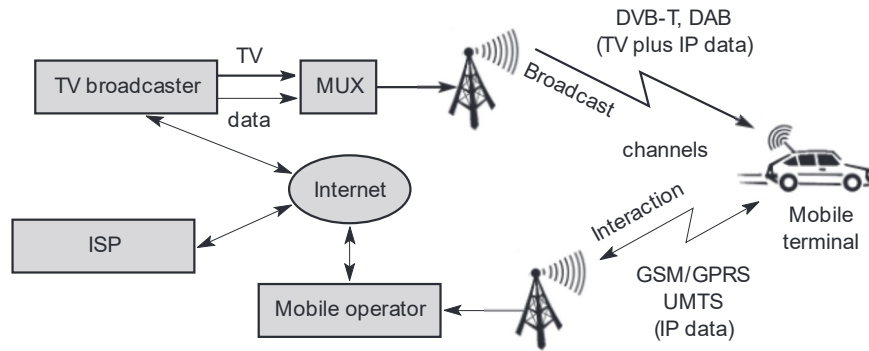 DVB-T, DAB
(TV plus IP data)
TV
TV broadcaster
MUX
Broadcast
data
channels
Internet
Interaction
ISP
Mobile
terminal
GSM/GPRS
UMTS
(IP data)
Mobile operator